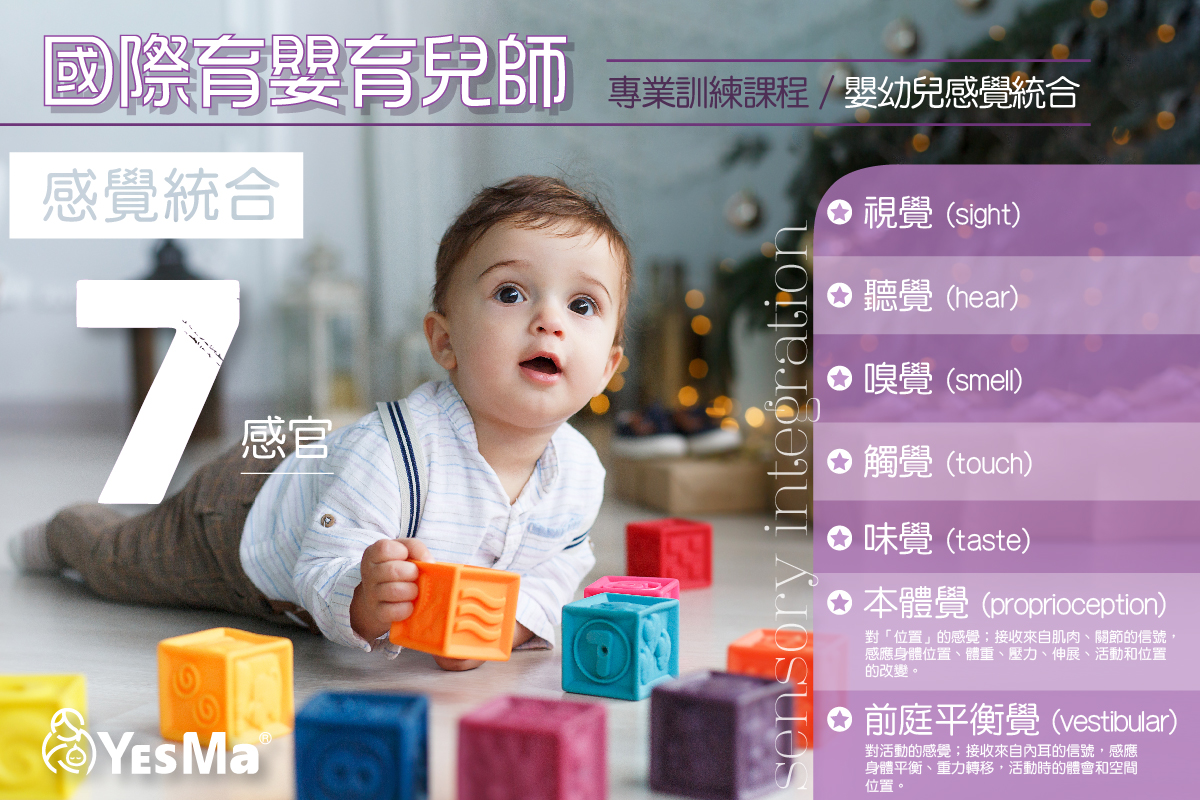 國際育嬰育兒師
專業訓練課程 / 嬰幼兒感覺統合
感覺統合
7
感官
sensory integration
視覺 (sight)
聽覺 (hear)
嗅覺 (smell)
觸覺 (touch)
味覺 (taste)
本體覺 (proprioception)
對「位置」的感覺；接收來自肌肉、關節的信號，
感應身體位置、體重、壓力、伸展、活動和位置
的改變。
前庭平衡覺 (vestibular)
對活動的感覺；接收來自內耳的信號，感應
身體平衡、重力轉移，活動時的體會和空間
位置。
YesMa®
1